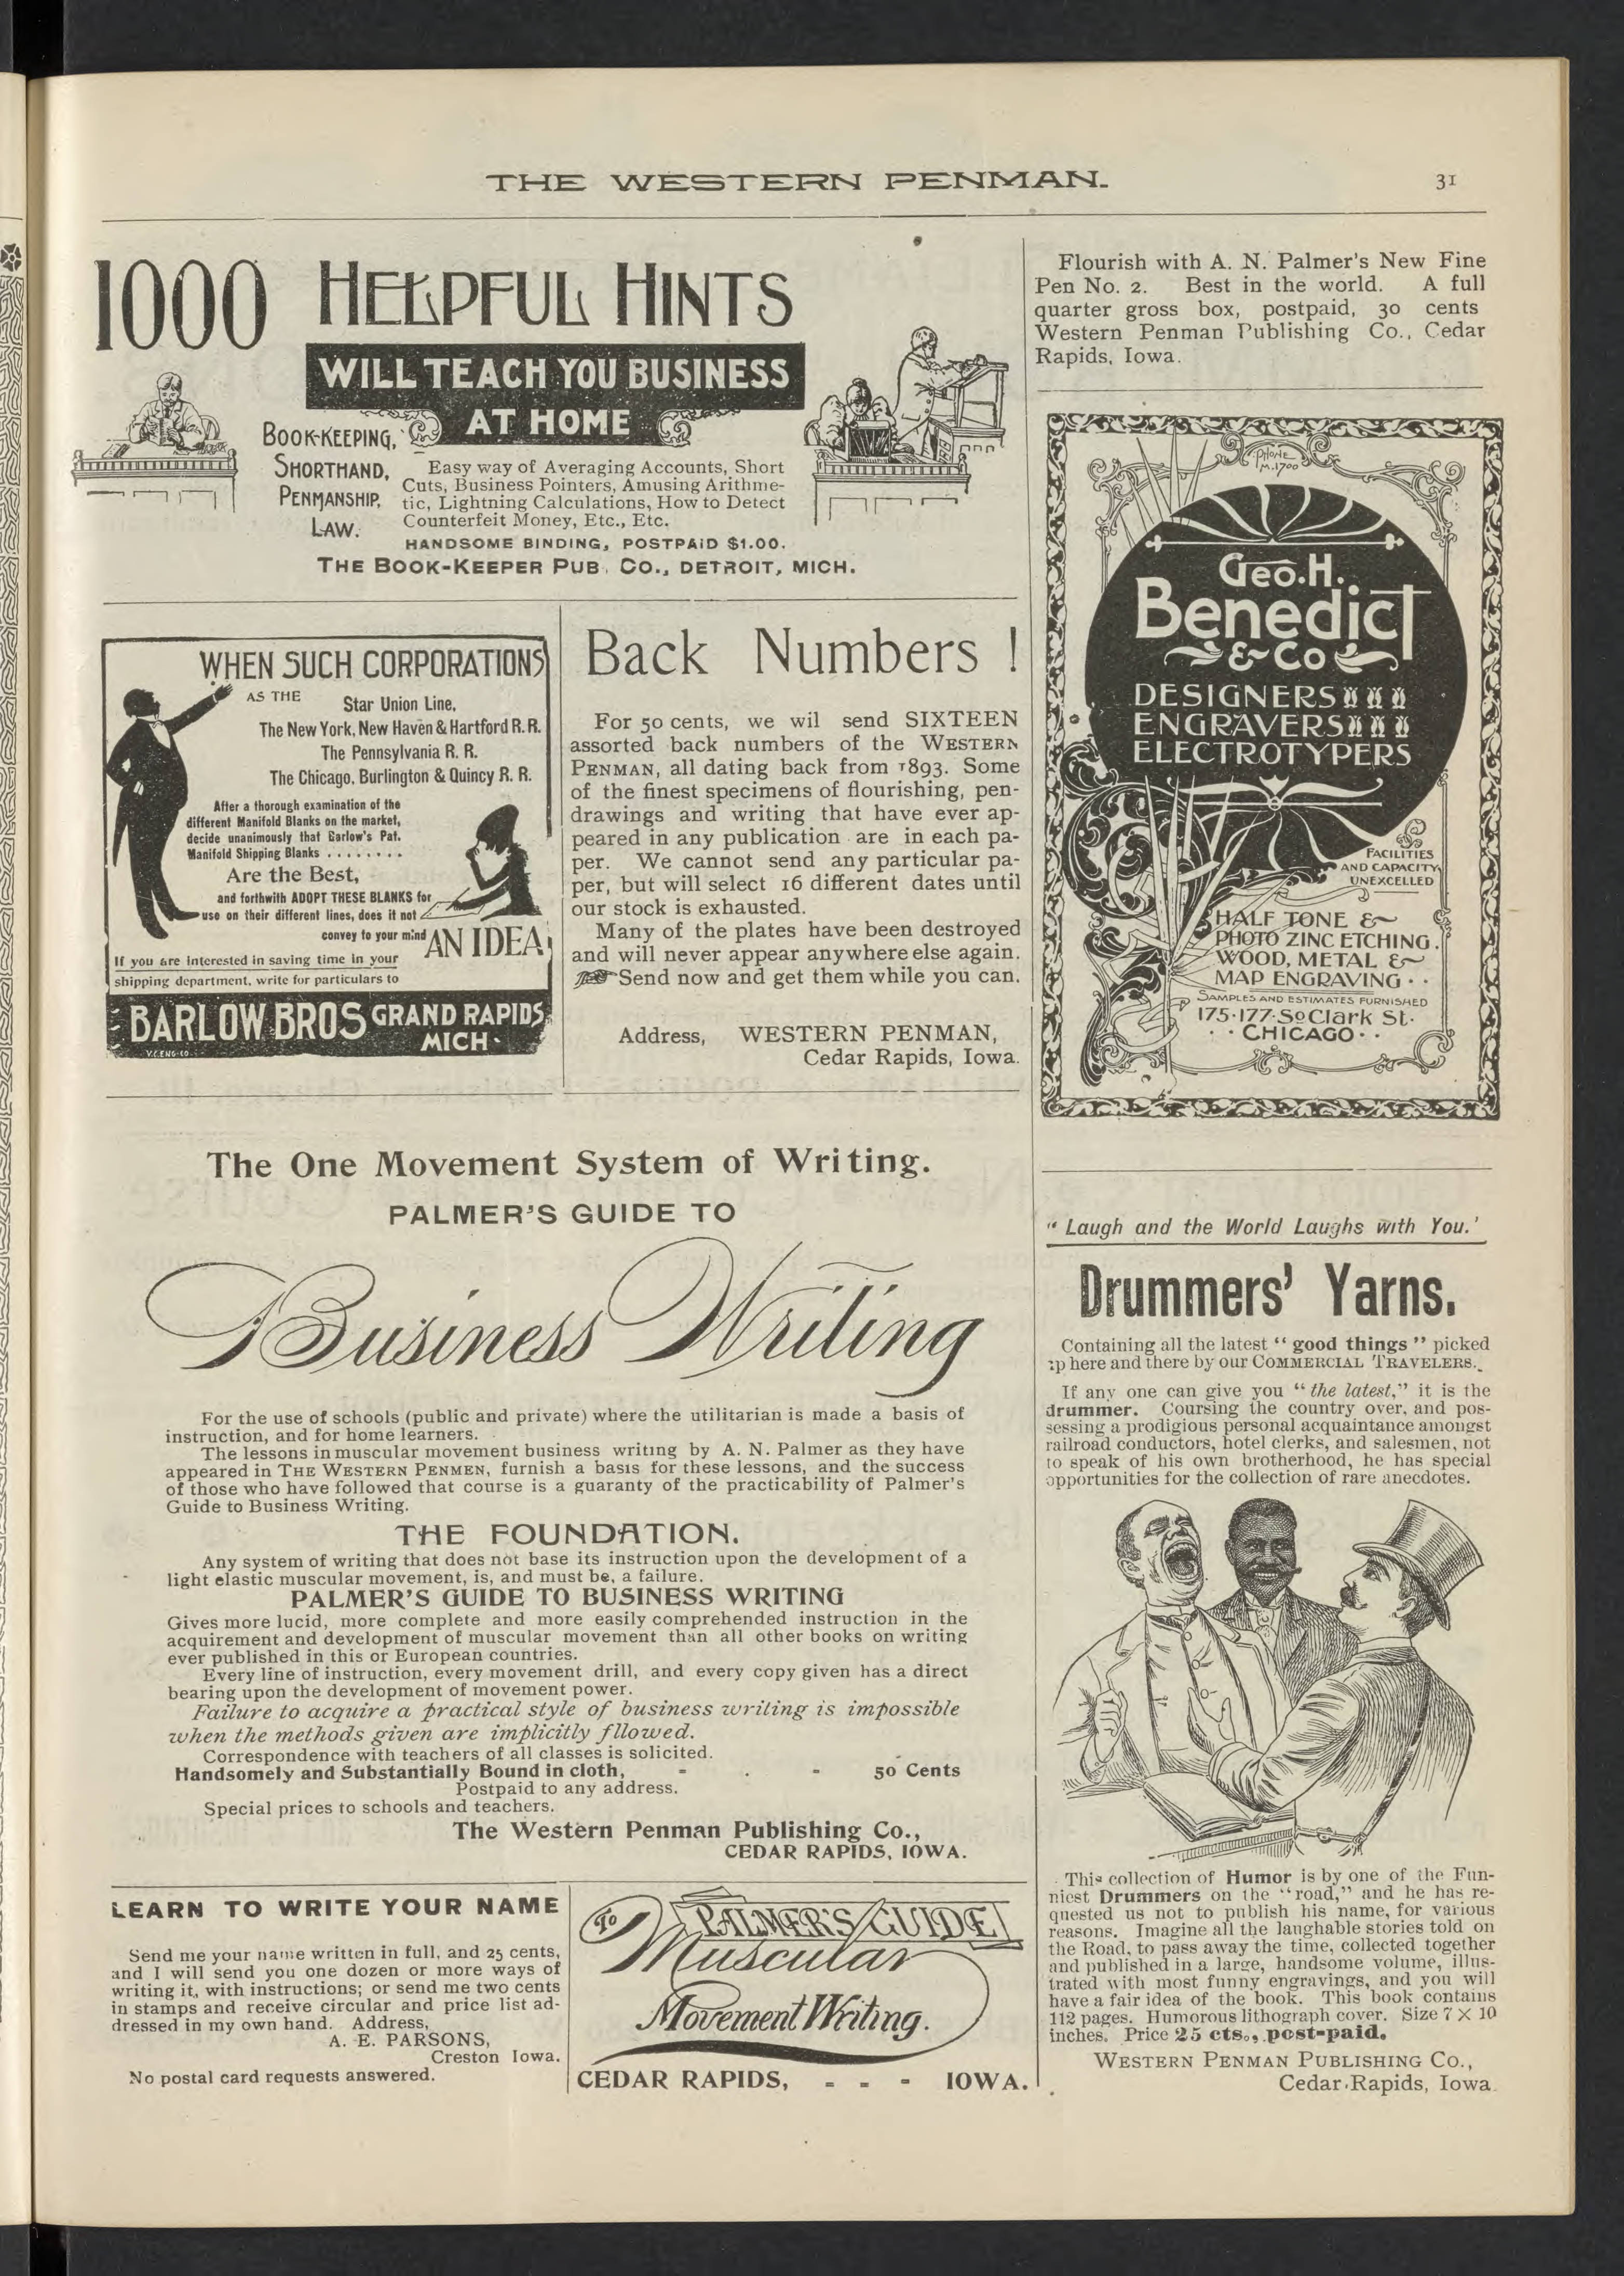 THE WESTERN PENMAN.
31
1000 HELPFUL HINTS
WILL TEACH YOU BUSINESS
AT HOME
BOOK-KEEPING,
SHORTHAND,
PENMANSHIP,
LAW.
Easy way of Averaging Accounts, Short
Cuts, Business Pointers, Amusing Arithme-
tic, Lightning Calculations, How to Detect
Counterfeit Money, Etc., Etc.
HANDSOME BINDING, POSTPAID $1.00.
THE BOOK-KEEPER PUB. CO., DETROIT, MICH.
WHEN SUCH CORPORATIONS
AS THE
Star Union Line,
The New York, New Haven & Hartford R. R.
The Pennsylvania R. R.
The Chicago, Burlington & Quincy R. R.
After a thorough examination of the
different Manifold Blanks on the market,
decide unanimously that Barlow's Pat.
Manifold Shipping Blanks . . . . . . . .
Are the Best,
and forthwith ADOPT THESE BLANKS for
use on their different lines, does it not
convey to your mind AN IDEA
If you are interested in saving time in your
shipping department, write for particulars to
BARLOW BROS GRAND RAPIDS
MICH.
V.C.ENG.CO.
Back Numbers !
For 50 cents, we wil send SIXTEEN
assorted back numbers of the WESTERN
PENMAN, all dating back from 1893. Some
of the finest specimens of flourishing, pen-
drawings and writing that have ever ap-
peared in any publication are in each pa-
per. We cannot send any particular pa-
per, but will select 16 different dates until
our stock is exhausted.
Many of the plates have been destroyed
and will never appear anywhere else again.
Send now and get them while you can.
Address, WESTERN PENMAN,
Cedar Rapids, Iowa.
The One Movement System of Writing.
PALMER'S GUIDE TO
Business Writing
For the use of schools (public and private) where the utilitarian is made a basis of
instruction, and for home learners.
The lessons in muscular movement business writing by A. N. Palmer as they have
appeared in THE WESTERN PENMEN, furnish a basis for these lessons, and the success
of those who have followed that course is a guaranty of the practicability of Palmer's
Guide to Business Writing.
THE FOUNDATION.
Any system of writing that does not base its instruction upon the development of a
light elastic muscular movement, is, and must be, a failure.
PALMER'S GUIDE TO BUSINESS WRITING
Gives more lucid, more complete and more easily comprehended instruction in the
acquirement and development of muscular movement than all other books on writing
ever published in this or European countries.
Every line of instruction, every movement drill, and every copy given has a direct
bearing upon the development of movement power.
Failure to acquire a practical style of business writing is impossible
when the methods given are implicitly fllowed.
Correspondence with teachers of all classes is solicited.
Handsomely and Substantially Bound in cloth, - . - 50 Cents
Postpaid to any address.
Special prices to schools and teachers.
The Western Penman Publishing Co.,
CEDAR RAPIDS, IOWA.
LEARN TO WRITE YOUR NAME
Send me your name written in full, and 25 cents,
and I will send you one dozen or more ways of
writing it, with instructions; or send me two cents
in stamps and receive circular and price list ad-
dressed in my own hand. Address,
A. E. PARSONS,
Creston Iowa.
No postal card requests answered.
PALMER'S GUIDE
To Muscular
Movement Writing.
CEDAR RAPIDS, - - - IOWA.
Flourish with A. N. Palmer's New Fine
Pen No. 2. Best in the world. A full
quarter gross box, postpaid, 30 cents
Western Penman Publishing Co., Cedar
Rapids, Iowa.
PHONE
M.1700
Geo. H.
Benedict
& Co
DESIGNERS
ENGRAVERS
ELECTROTYPERS
FACILITIES
AND CAPACITY
UNEXCELLED
HALF TONE &
PHOTO ZINC ETCHING.
WOOD, METAL &
MAP ENGRAVING . .
SAMPLES AND ESTIMATES FURNISHED
175-177 So Clark St.
. . CHICAGO . .
"Laugh and the World Laughs with You.'
Drummers' Yarns.
Containing all the latest "good things" picked
up here and there by our COMMERCIAL TRAVELERS.
If any one can give you "the latest," it is the
drummer. Coursing the country over, and pos-
sessing a prodigious personal acquaintance amongst
railroad conductors, hotel clerks, and salesmen, not
to speak of his own brotherhood, he has special
opportunities for the collection of rare anecdotes.
This collection of Humor is by one of the Fun-
niest Drummers on the "road," and he has re-
quested us not to publish his name, for various
reasons. Imagine all the laughable stories told on
the Road, to pass away the time, collected together
and published in a large, handsome volume, illus-
trated with most funny engravings, and you will
have a fair idea of the book. This book contains
112 pages. Humorous lithograph cover. Size 7 X 10
inches. Price 25 cts., post-paid.
WESTERN PENMAN PUBLISHING CO.,
Cedar Rapids, Iowa.